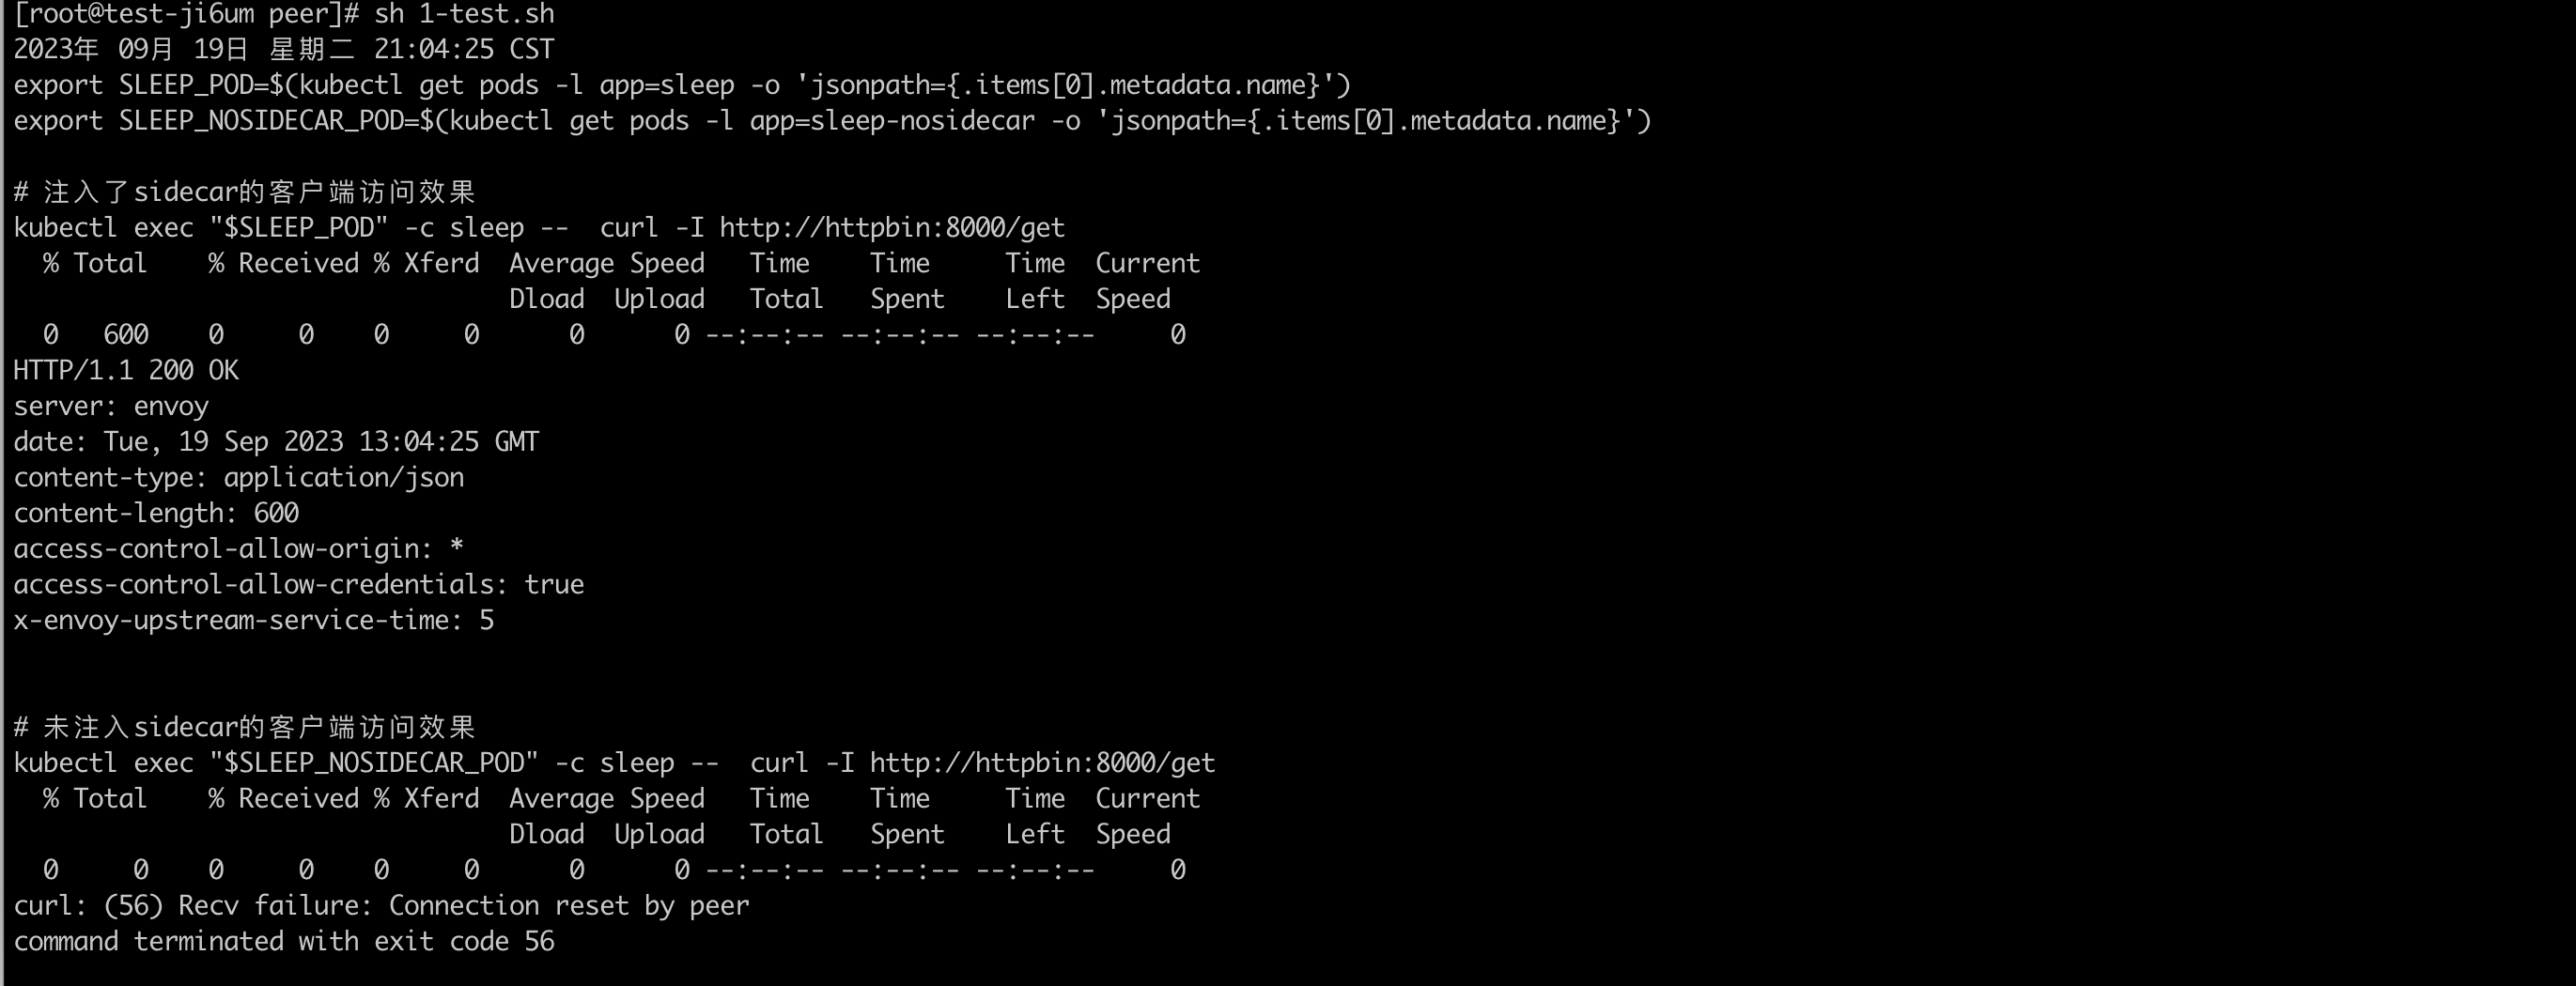 [root@test-ji6um peer]# sh 1-test.sh
2023年 09月 19日 星期二 21:04:25 CST
export SLEEP_POD=$(kubectl get pods -l app=sleep -o 'jsonpath={.items[0].metadata.name}')
export SLEEP_NOSIDECAR_POD=$(kubectl get pods -l app=sleep-nosidecar -o 'jsonpath={.items[0].metadata.name}')
# 注入了sidecar的客户端访问效果
kubectl exec "$SLEEP_POD" -c sleep --  curl -I http://httpbin:8000/get
  % Total    % Received % Xferd  Average Speed   Time    Time     Time  Current
                                 Dload  Upload   Total   Spent    Left  Speed
  0   600    0     0    0     0      0      0 --:--:-- --:--:-- --:--:--     0
HTTP/1.1 200 OK
server: envoy
date: Tue, 19 Sep 2023 13:04:25 GMT
content-type: application/json
content-length: 600
access-control-allow-origin: *
access-control-allow-credentials: true
x-envoy-upstream-service-time: 5
# 未注入sidecar的客户端访问效果
kubectl exec "$SLEEP_NOSIDECAR_POD" -c sleep --  curl -I http://httpbin:8000/get
  % Total    % Received % Xferd  Average Speed   Time    Time     Time  Current
                                 Dload  Upload   Total   Spent    Left  Speed
  0     0    0     0    0     0      0      0 --:--:-- --:--:-- --:--:--     0
curl: (56) Recv failure: Connection reset by peer
command terminated with exit code 56